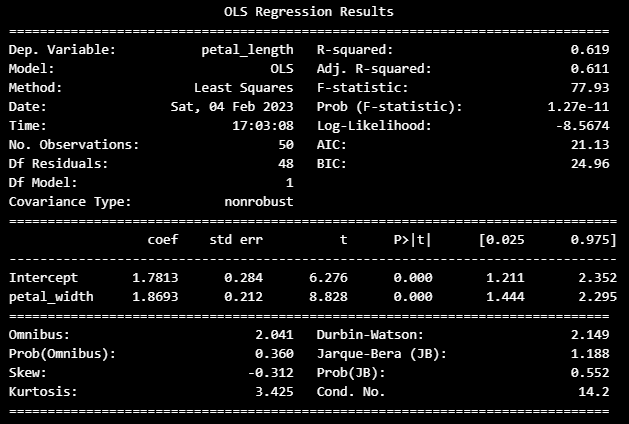 OLS Regression Results
==============================================================================
Dep. Variable: petal_length R-squared: 0.619
Model: OLS Adj. R-squared: 0.611
Method: Least Squares F-statistic: 77.93
Date: Sat, 04 Feb 2023 Prob (F-statistic): 1.27e-11
Time: 17:03:08 Log-Likelihood: -8.5674
No. Observations: 50 AIC: 21.13
Df Residuals: 48 BIC: 24.96
Df Model: 1
Covariance Type: nonrobust
===============================================================================
coef std err t P>|t| [0.025 0.975]
-------------------------------------------------------------------------------
Intercept 1.7813 0.284 6.276 0.000 1.211 2.352
petal_width 1.8693 0.212 8.828 0.000 1.444 2.295
==============================================================================
Omnibus: 2.041 Durbin-Watson: 2.149
Prob(Omnibus): 0.360 Jarque-Bera (JB): 1.188
Skew: -0.312 Prob(JB): 0.552
Kurtosis: 3.425 Cond. No. 14.2
==============================================================================